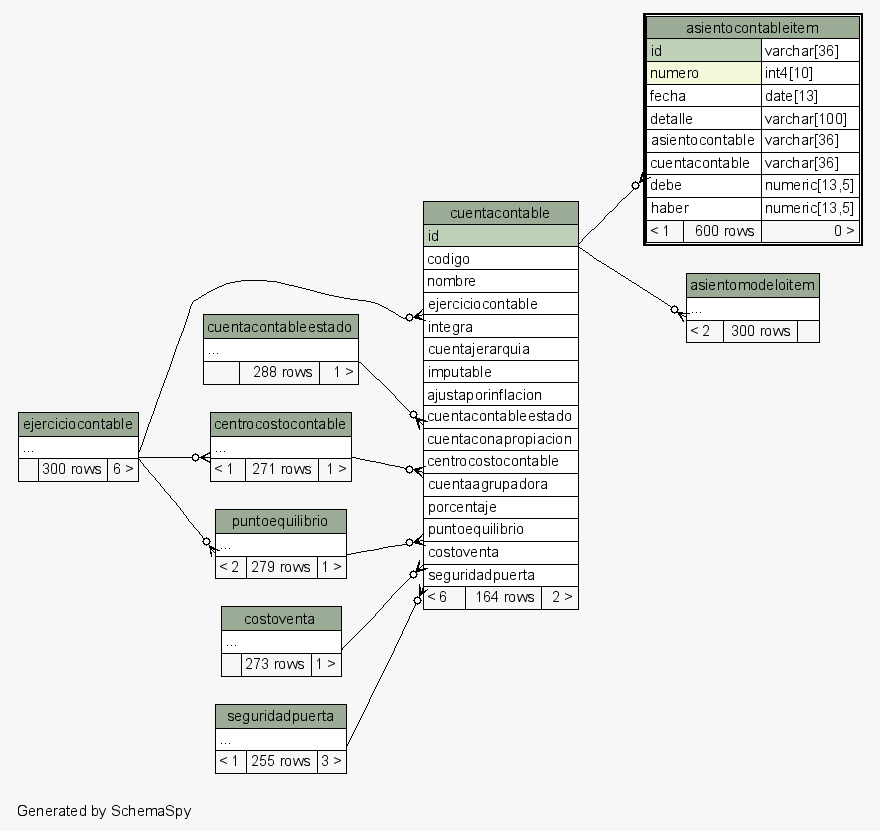 asientocontableitem
id varchar[36]
numero int4[10]
fecha date[13]
detalle varchar[100]
asientocontable varchar[36]
cuentacontable varchar[36]
debe numeric[13,5]
haber numeric[13,5]
< 1 600 rows 0 >
cuentacontable
id
codigo
nombre
ejerciciocontable
integra
cuentajerarquia
imputable
ajustaporinflacion
cuentacontableestado
cuentaconapropiacion
centrocostocontable
cuentaagrupadora
porcentaje
puntoequilibrio
costoventa
seguridadpuerta
< 6 164 rows 2 >
asientomodeloitem
...
< 2 300 rows
cuentacontableestado
...
288 rows 1 >
ejerciciocontable
...
300 rows 6 >
centrocostocontable
...
< 1 271 rows 1 >
puntoequilibrio
...
< 2 279 rows 1 >
costoventa
...
273 rows 1 >
seguridadpuerta
...
< 1 255 rows 3 >
Generated by SchemaSpy